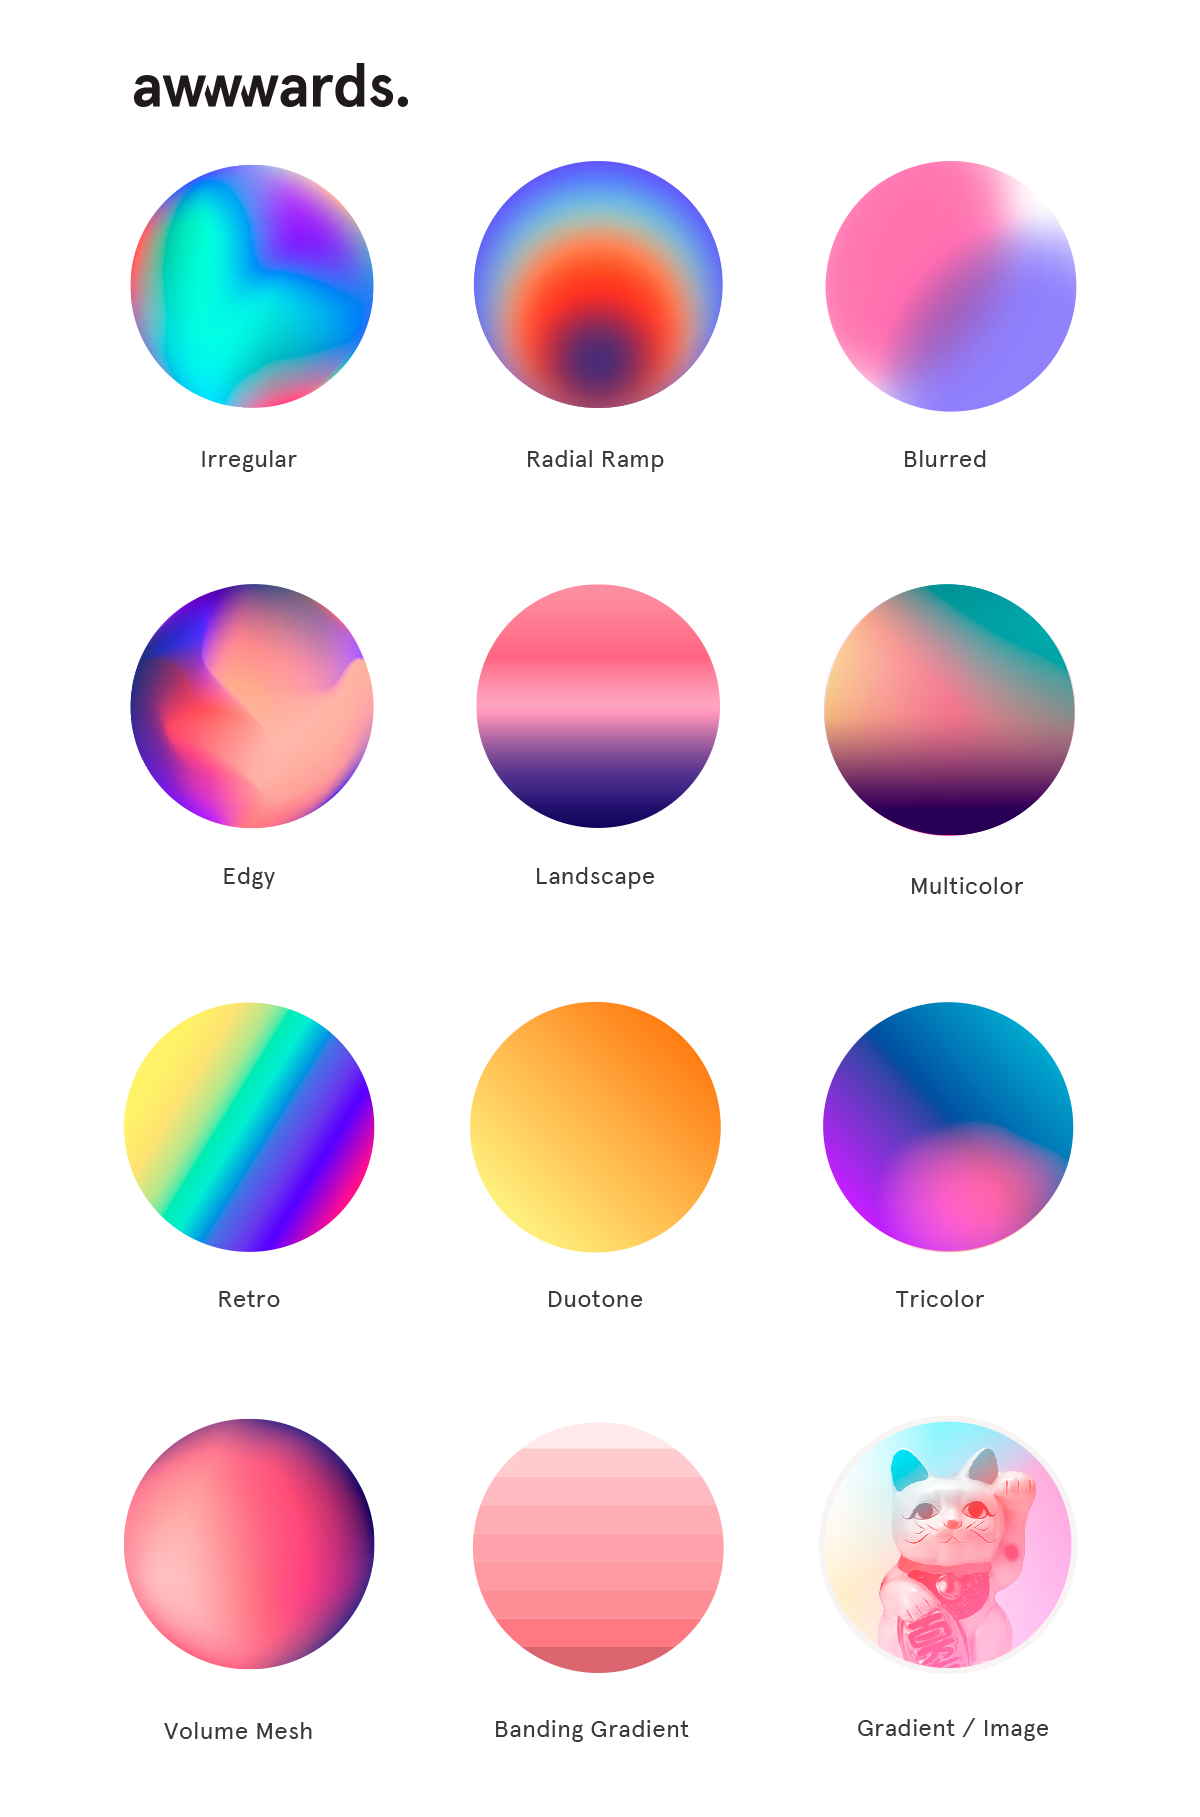 awwwards.
Irregular
Radial Ramp
Blurred
Edgy
Landscape
Multicolor
Retro
Duotone
Tricolor
Volume Mesh
Banding Gradient
Gradient / Image